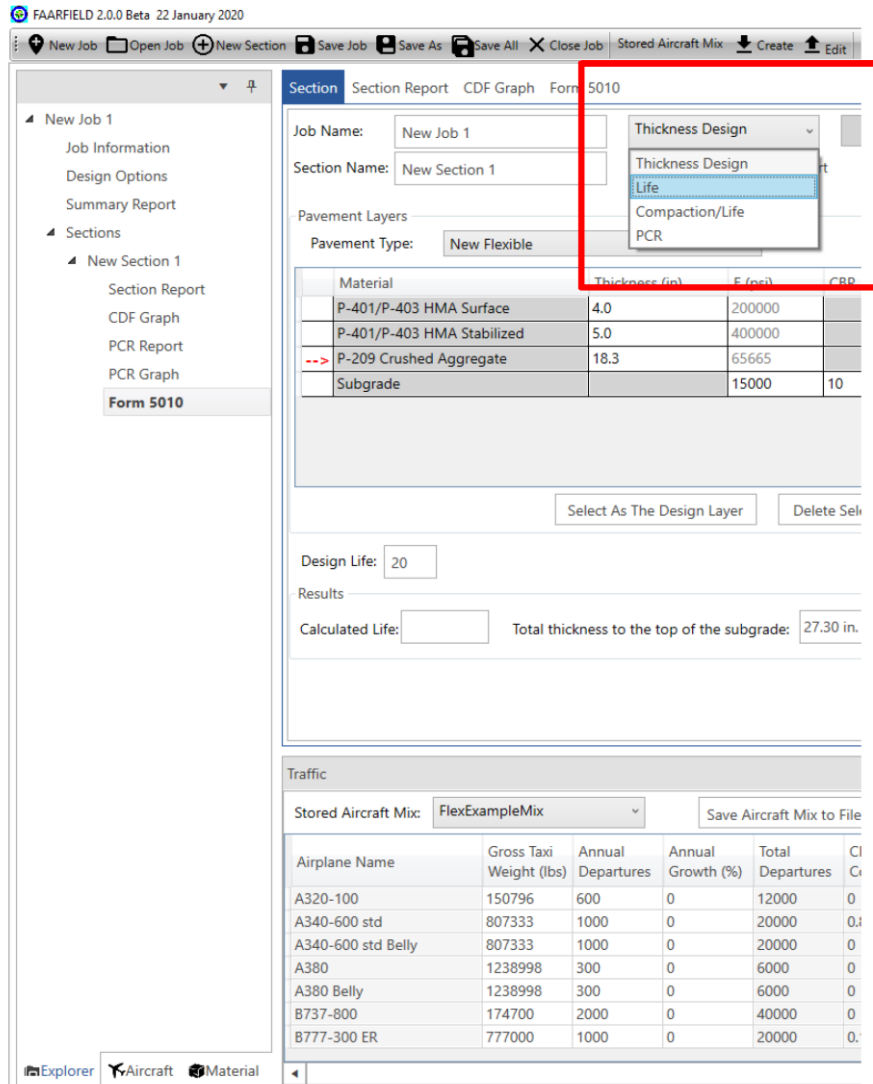 FAARFIELD 2.0.0 Beta 22 January 2020
New Job Open Job New Section Save Job Save As Save All Close Job Stored Aircraft Mix Create Edit
New Job 1
Job Information
Design Options
Summary Report
Sections
New Section 1
Section Report
CDF Graph
PCR Report
PCR Graph
Form 5010
Explorer Aircraft Material
Section Section Report CDF Graph Form 5010
Job Name: New Job 1 Thickness Design
Section Name: New Section 1
Thickness Design
Life
Compaction/Life
PCR
Pavement Layers
Pavement Type: New Flexible
Material Thickness (in) E (psi) CBR
P-401/P-403 HMA Surface 4.0 200000
P-401/P-403 HMA Stabilized 5.0 400000
--> P-209 Crushed Aggregate 18.3 65665
Subgrade 15000 10
Select As The Design Layer Delete Sele
Design Life: 20
Results
Calculated Life: Total thickness to the top of the subgrade: 27.30 in.
Traffic
Stored Aircraft Mix: FlexExampleMix Save Aircraft Mix to File
Airplane Name Gross Taxi Weight (lbs) Annual Departures Annual Growth (%) Total Departures
A320-100 150796 600 0 12000 0
A340-600 std 807333 1000 0 20000
A340-600 std Belly 807333 1000 0 20000 0
A380 1238998 300 0 6000 0
A380 Belly 1238998 300 0 6000 0
B737-800 174700 2000 0 40000 0
B777-300 ER 777000 1000 0 20000